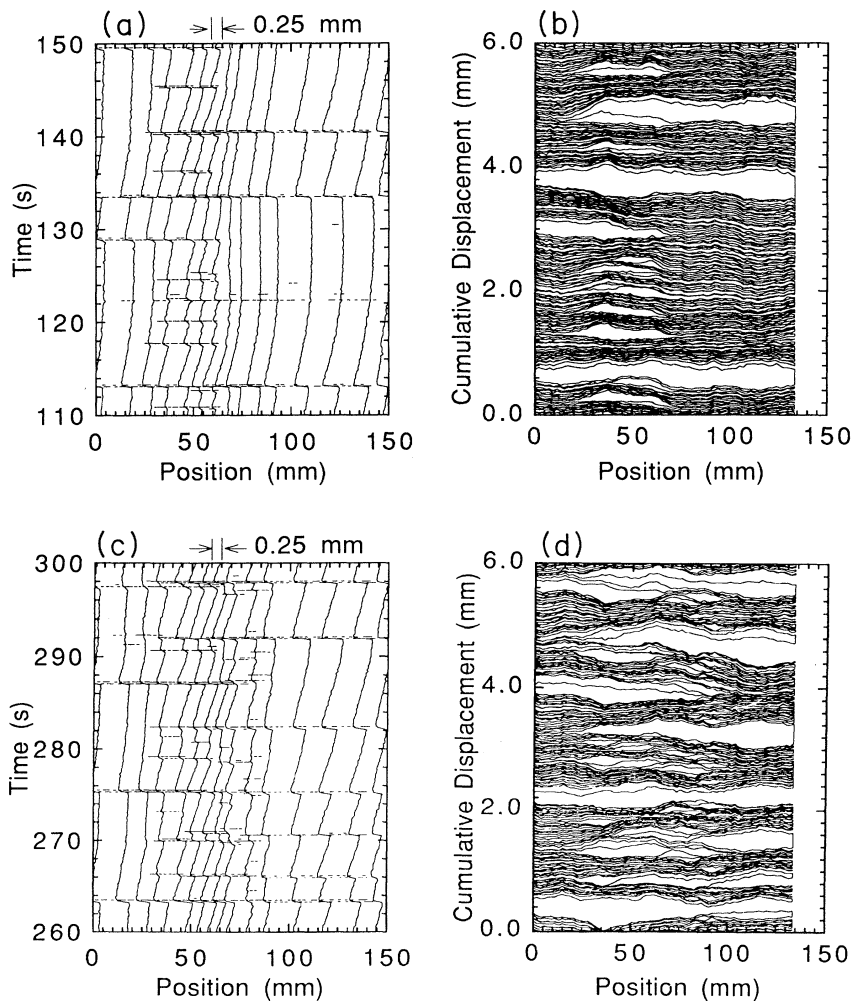 (a)
0.25 mm
150
140
130
120
110
Time (s)
0 50 100 150
Position (mm)
(b)
6.0
4.0
2.0
0.0
Cumulative Displacement (mm)
0 50 100 150
Position (mm)
(c)
0.25 mm
300
290
280
270
260
Time (s)
0 50 100 150
Position (mm)
(d)
6.0
4.0
2.0
0.0
Cumulative Displacement (mm)
0 50 100 150
Position (mm)